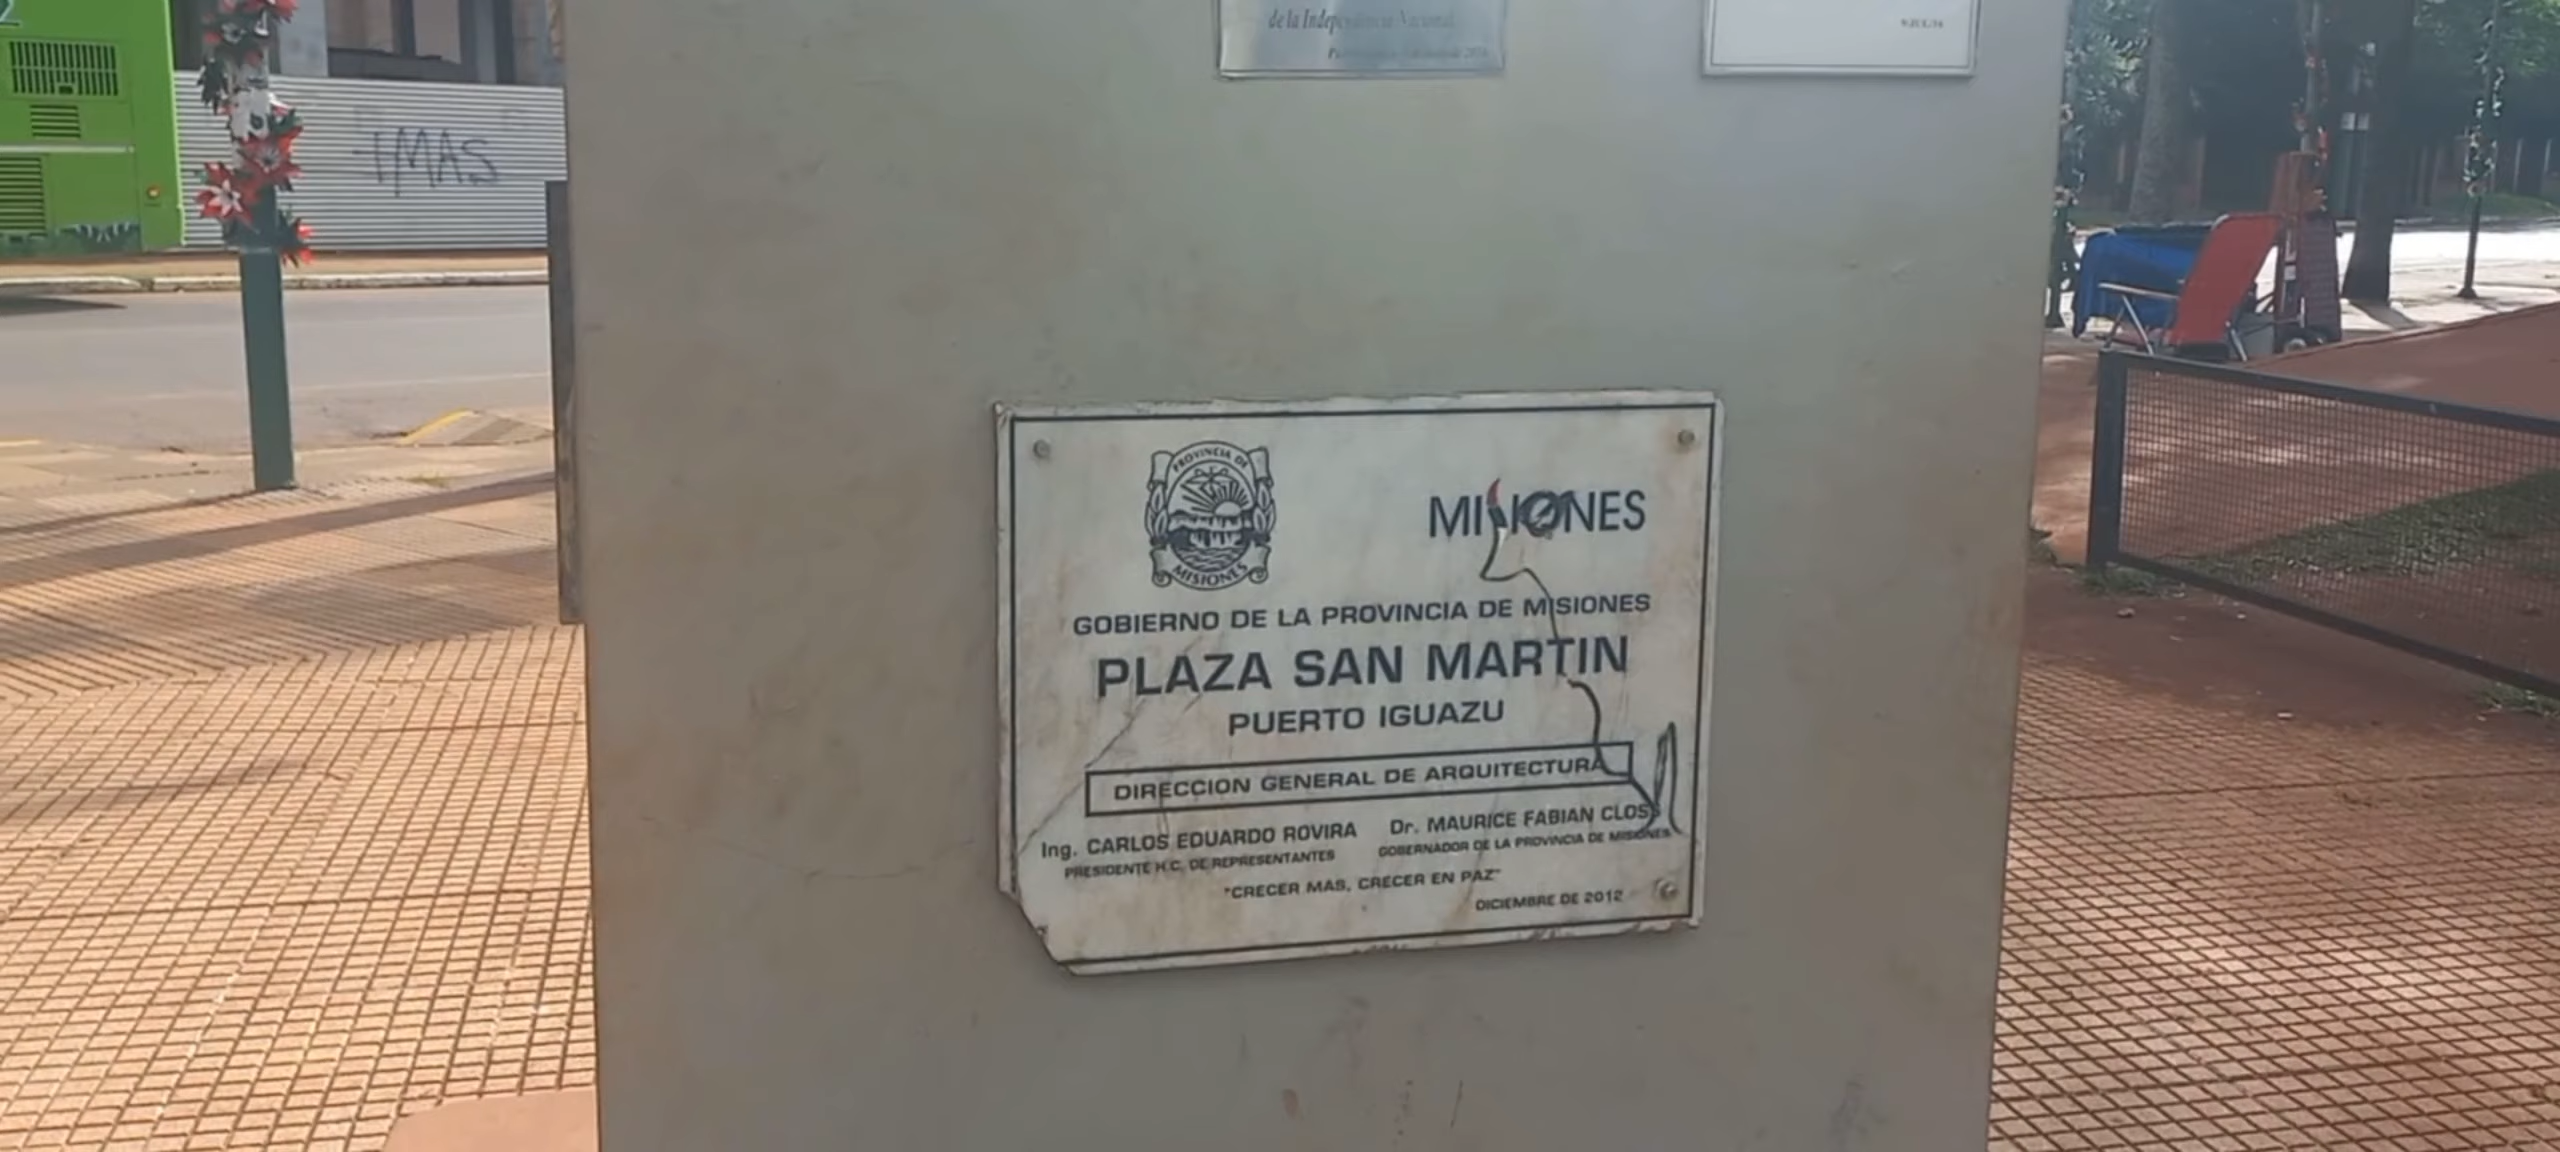 de la Independencia Nacional
IMAS
PROVINCIA DE
MISIONES
MISIONES
GOBIERNO DE LA PROVINCIA DE MISIONES
PLAZA SAN MARTIN
PUERTO IGUAZU
DIRECCION GENERAL DE ARQUITECTURA
Ing. CARLOS EDUARDO ROVIRA Dr. MAURICE FABIAN CLOSS
PRESIDENTE H.C. DE REPRESENTANTES GOBERNADOR DE LA PROVINCIA DE MISIONES
"CRECER MAS, CRECER EN PAZ"
DICIEMBRE DE 2012